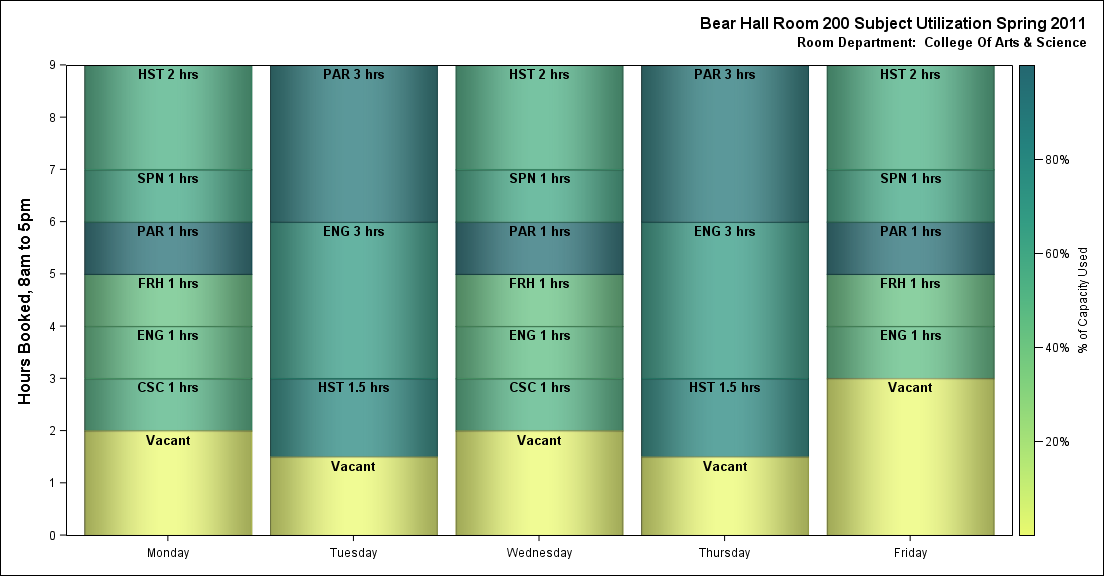 Bear Hall Room 200 Subject Utilization Spring 2011
Room Department:  College Of Arts & Science
Hours Booked, 8am to 5pm
9
8
7
6
5
4
3
2
1
0
HST 2 hrs
SPN 1 hrs
PAR 1 hrs
FRH 1 hrs
ENG 1 hrs
CSC 1 hrs
Vacant
Monday
PAR 3 hrs
ENG 3 hrs
HST 1.5 hrs
Vacant
Tuesday
HST 2 hrs
SPN 1 hrs
PAR 1 hrs
FRH 1 hrs
ENG 1 hrs
CSC 1 hrs
Vacant
Wednesday
PAR 3 hrs
ENG 3 hrs
HST 1.5 hrs
Vacant
Thursday
HST 2 hrs
SPN 1 hrs
PAR 1 hrs
FRH 1 hrs
ENG 1 hrs
Vacant
Friday
80%
60%
40%
20%
% of Capacity Used